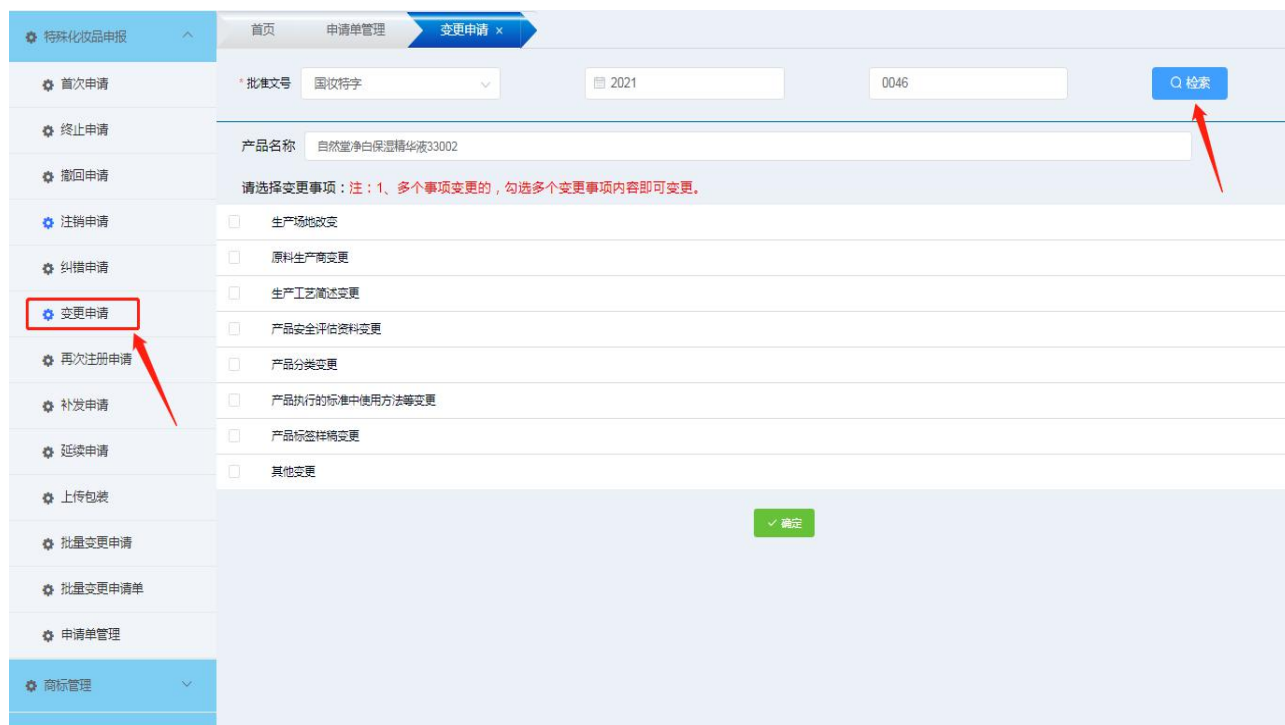 特殊化妆品申报
首次申请
终止申请
撤回申请
注销申请
纠错申请
变更申请
再次注册申请
补发申请
延续申请
上传包装
批量变更申请
批量变更申请单
申请单管理
商标管理
首页 申请单管理 变更申请 ×
*批准文号 国妆特字 2021 0046 检索
产品名称 自然堂净白保湿精华液33002
请选择变更事项：注：1、多个事项变更的，勾选多个变更事项内容即可变更。
生产场地改变
原料生产商变更
生产工艺简述变更
产品安全评估资料变更
产品分类变更
产品执行的标准中使用方法等变更
产品标签样稿变更
其他变更
确定